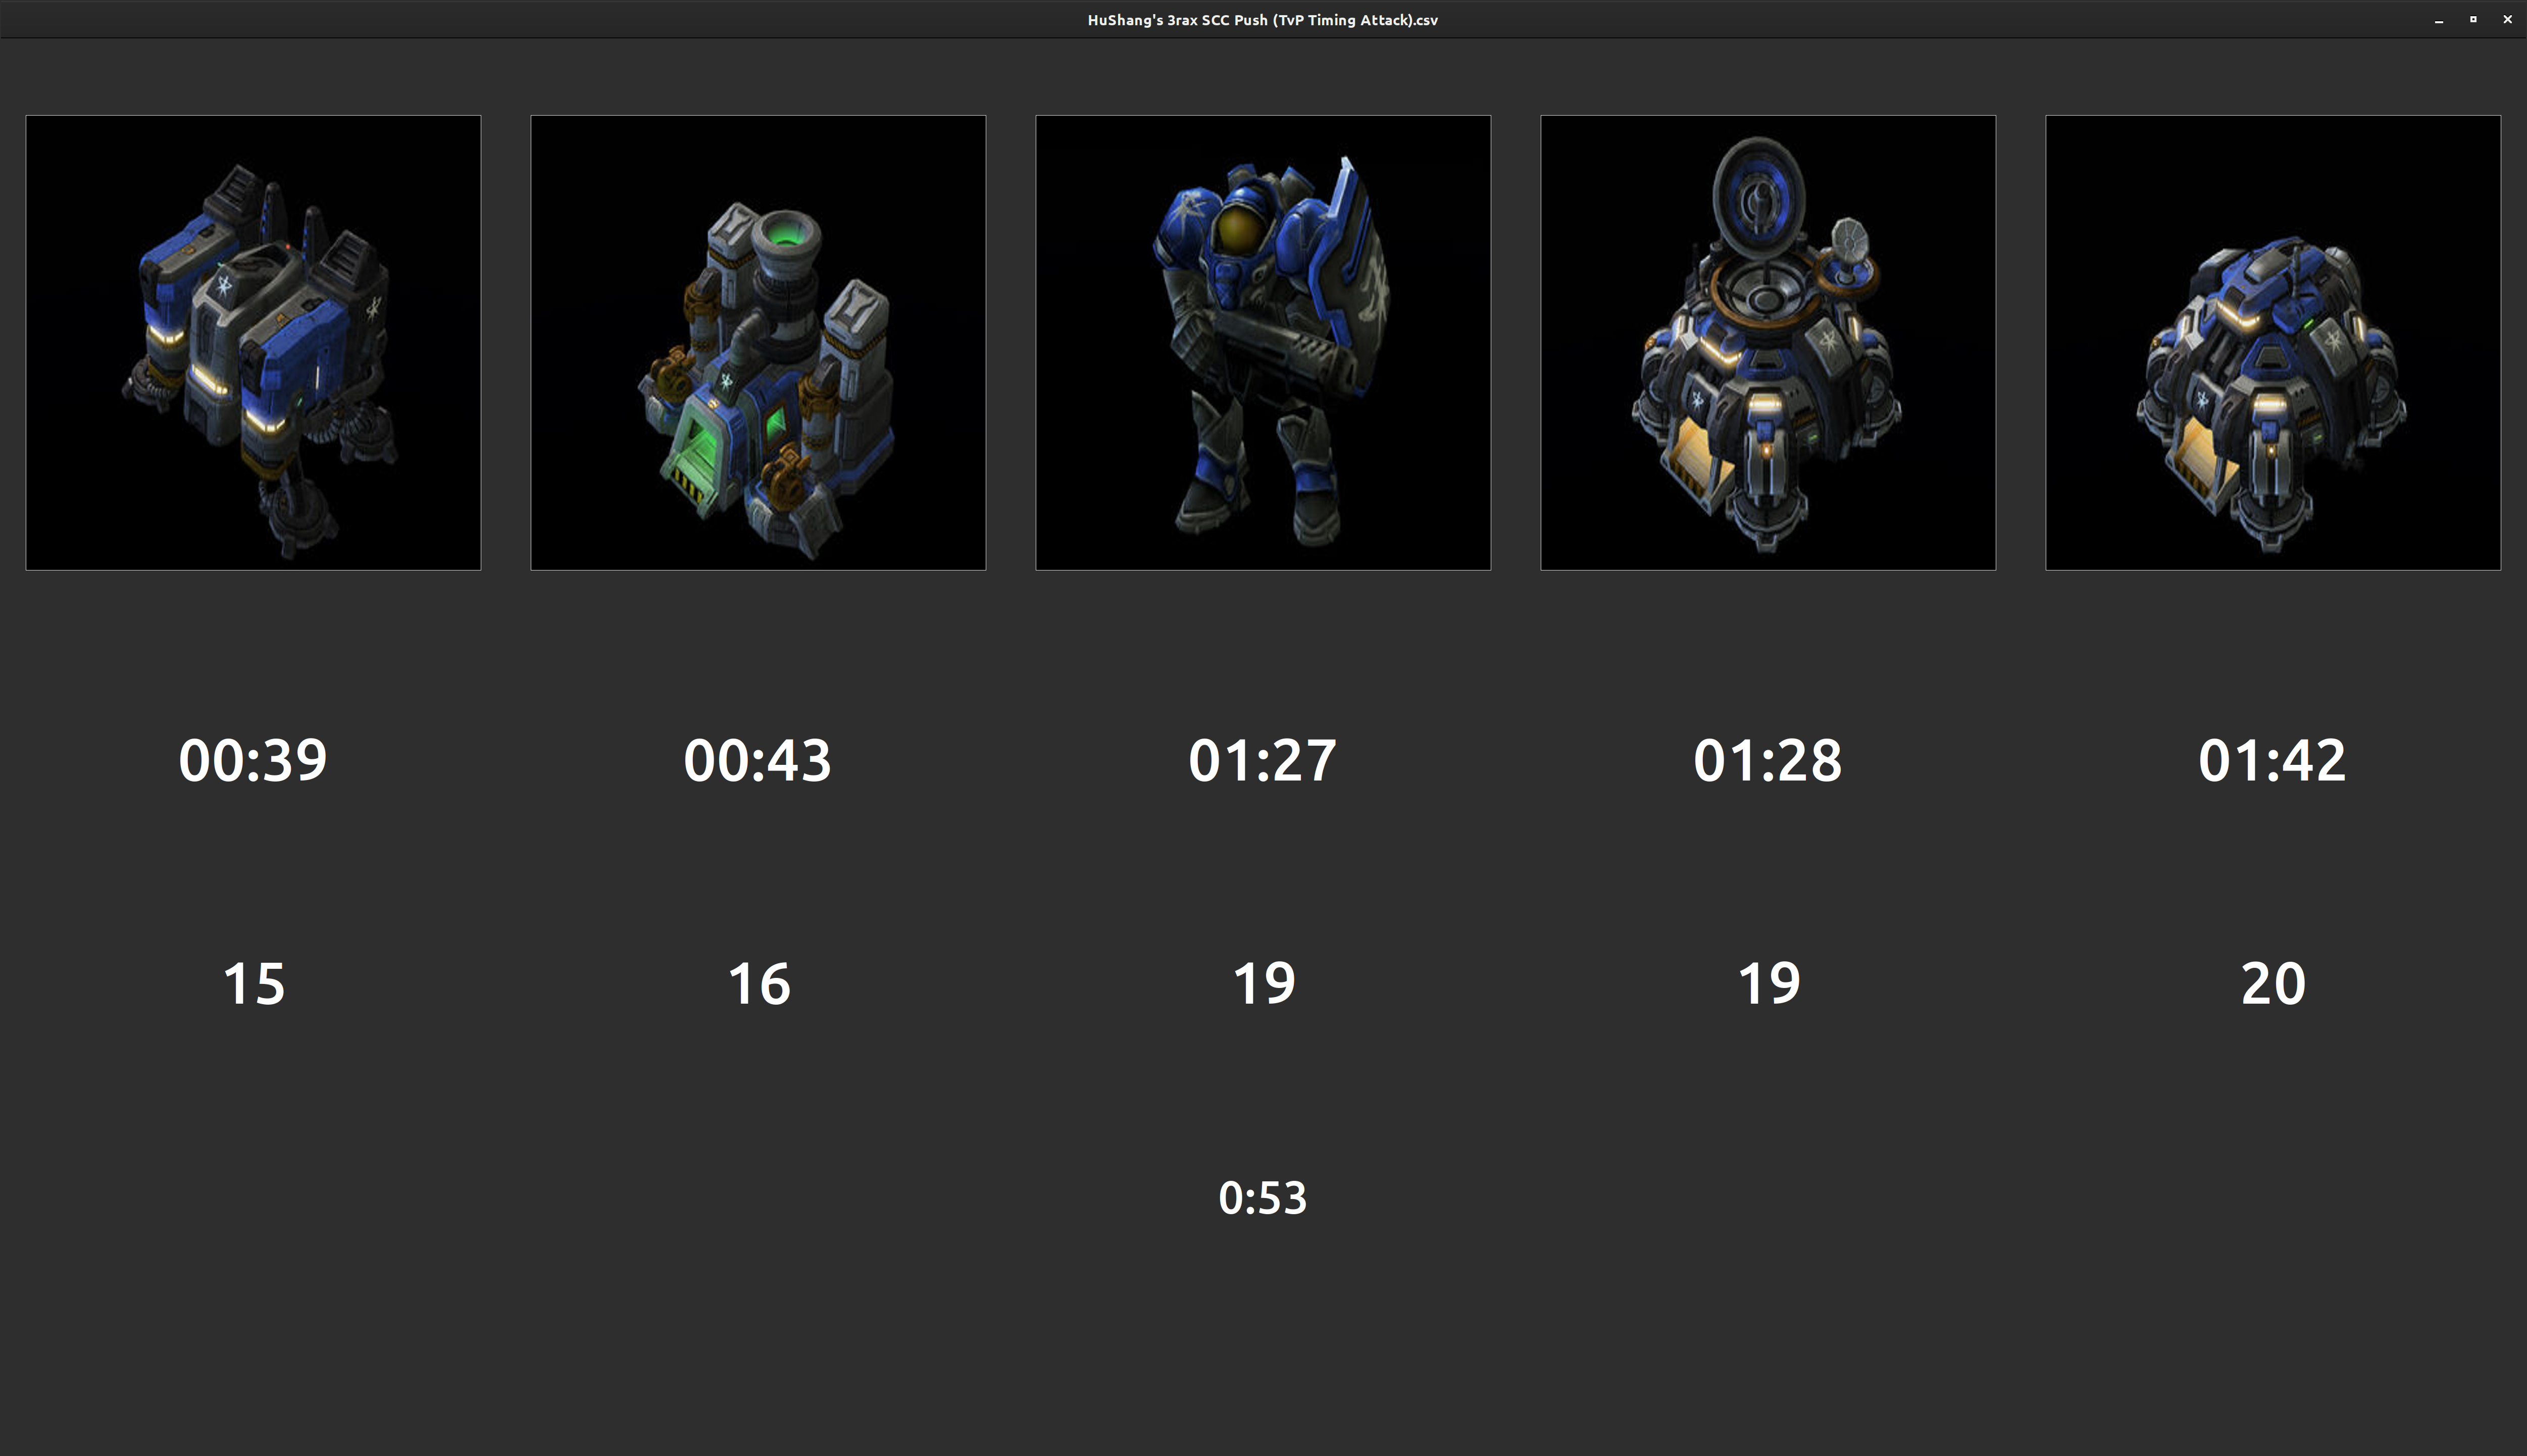 HuShang's 3rax SCC Push (TvP Timing Attack).csv
00:39 00:43 01:27 01:28 01:42
15 16 19 19 20
0:53